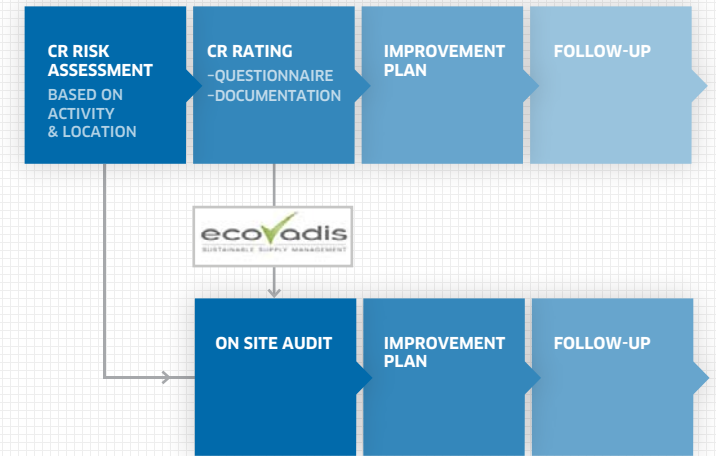 CR RISK
ASSESSMENT
BASED ON
ACTIVITY
& LOCATION
CR RATING
-QUESTIONNAIRE
-DOCUMENTATION
IMPROVEMENT
PLAN
FOLLOW-UP
ecovadis
SUSTAINABLE SUPPLY MANAGEMENT
ON SITE AUDIT
IMPROVEMENT
PLAN
FOLLOW-UP